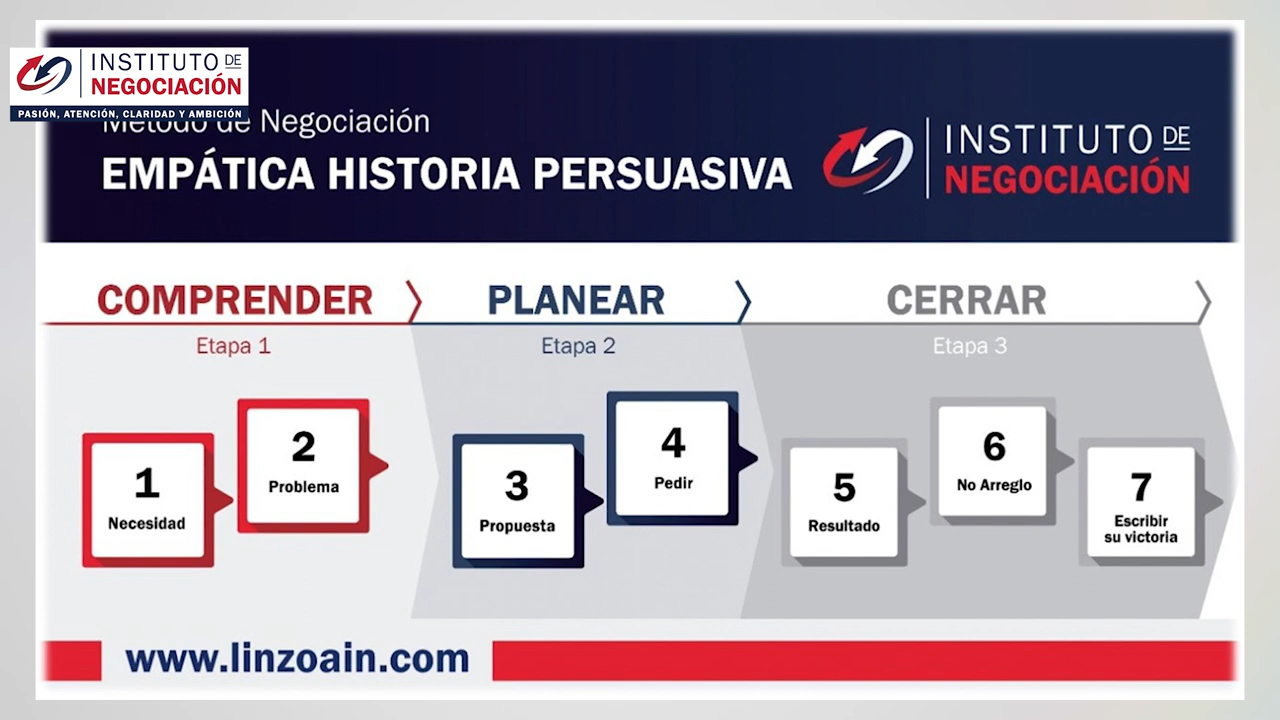 INSTITUTO DE
NEGOCIACIÓN
PASIÓN, ATENCIÓN, CLARIDAD Y AMBICIÓN
Método de Negociación
EMPÁTICA HISTORIA PERSUASIVA
INSTITUTO DE
NEGOCIACIÓN
COMPRENDER
PLANEAR
CERRAR
Etapa 1
Etapa 2
Etapa 3
1
Necesidad
2
Problema
3
Propuesta
4
Pedir
5
Resultado
6
No Arreglo
7
Escribir
su victoria
www.linzoain.com